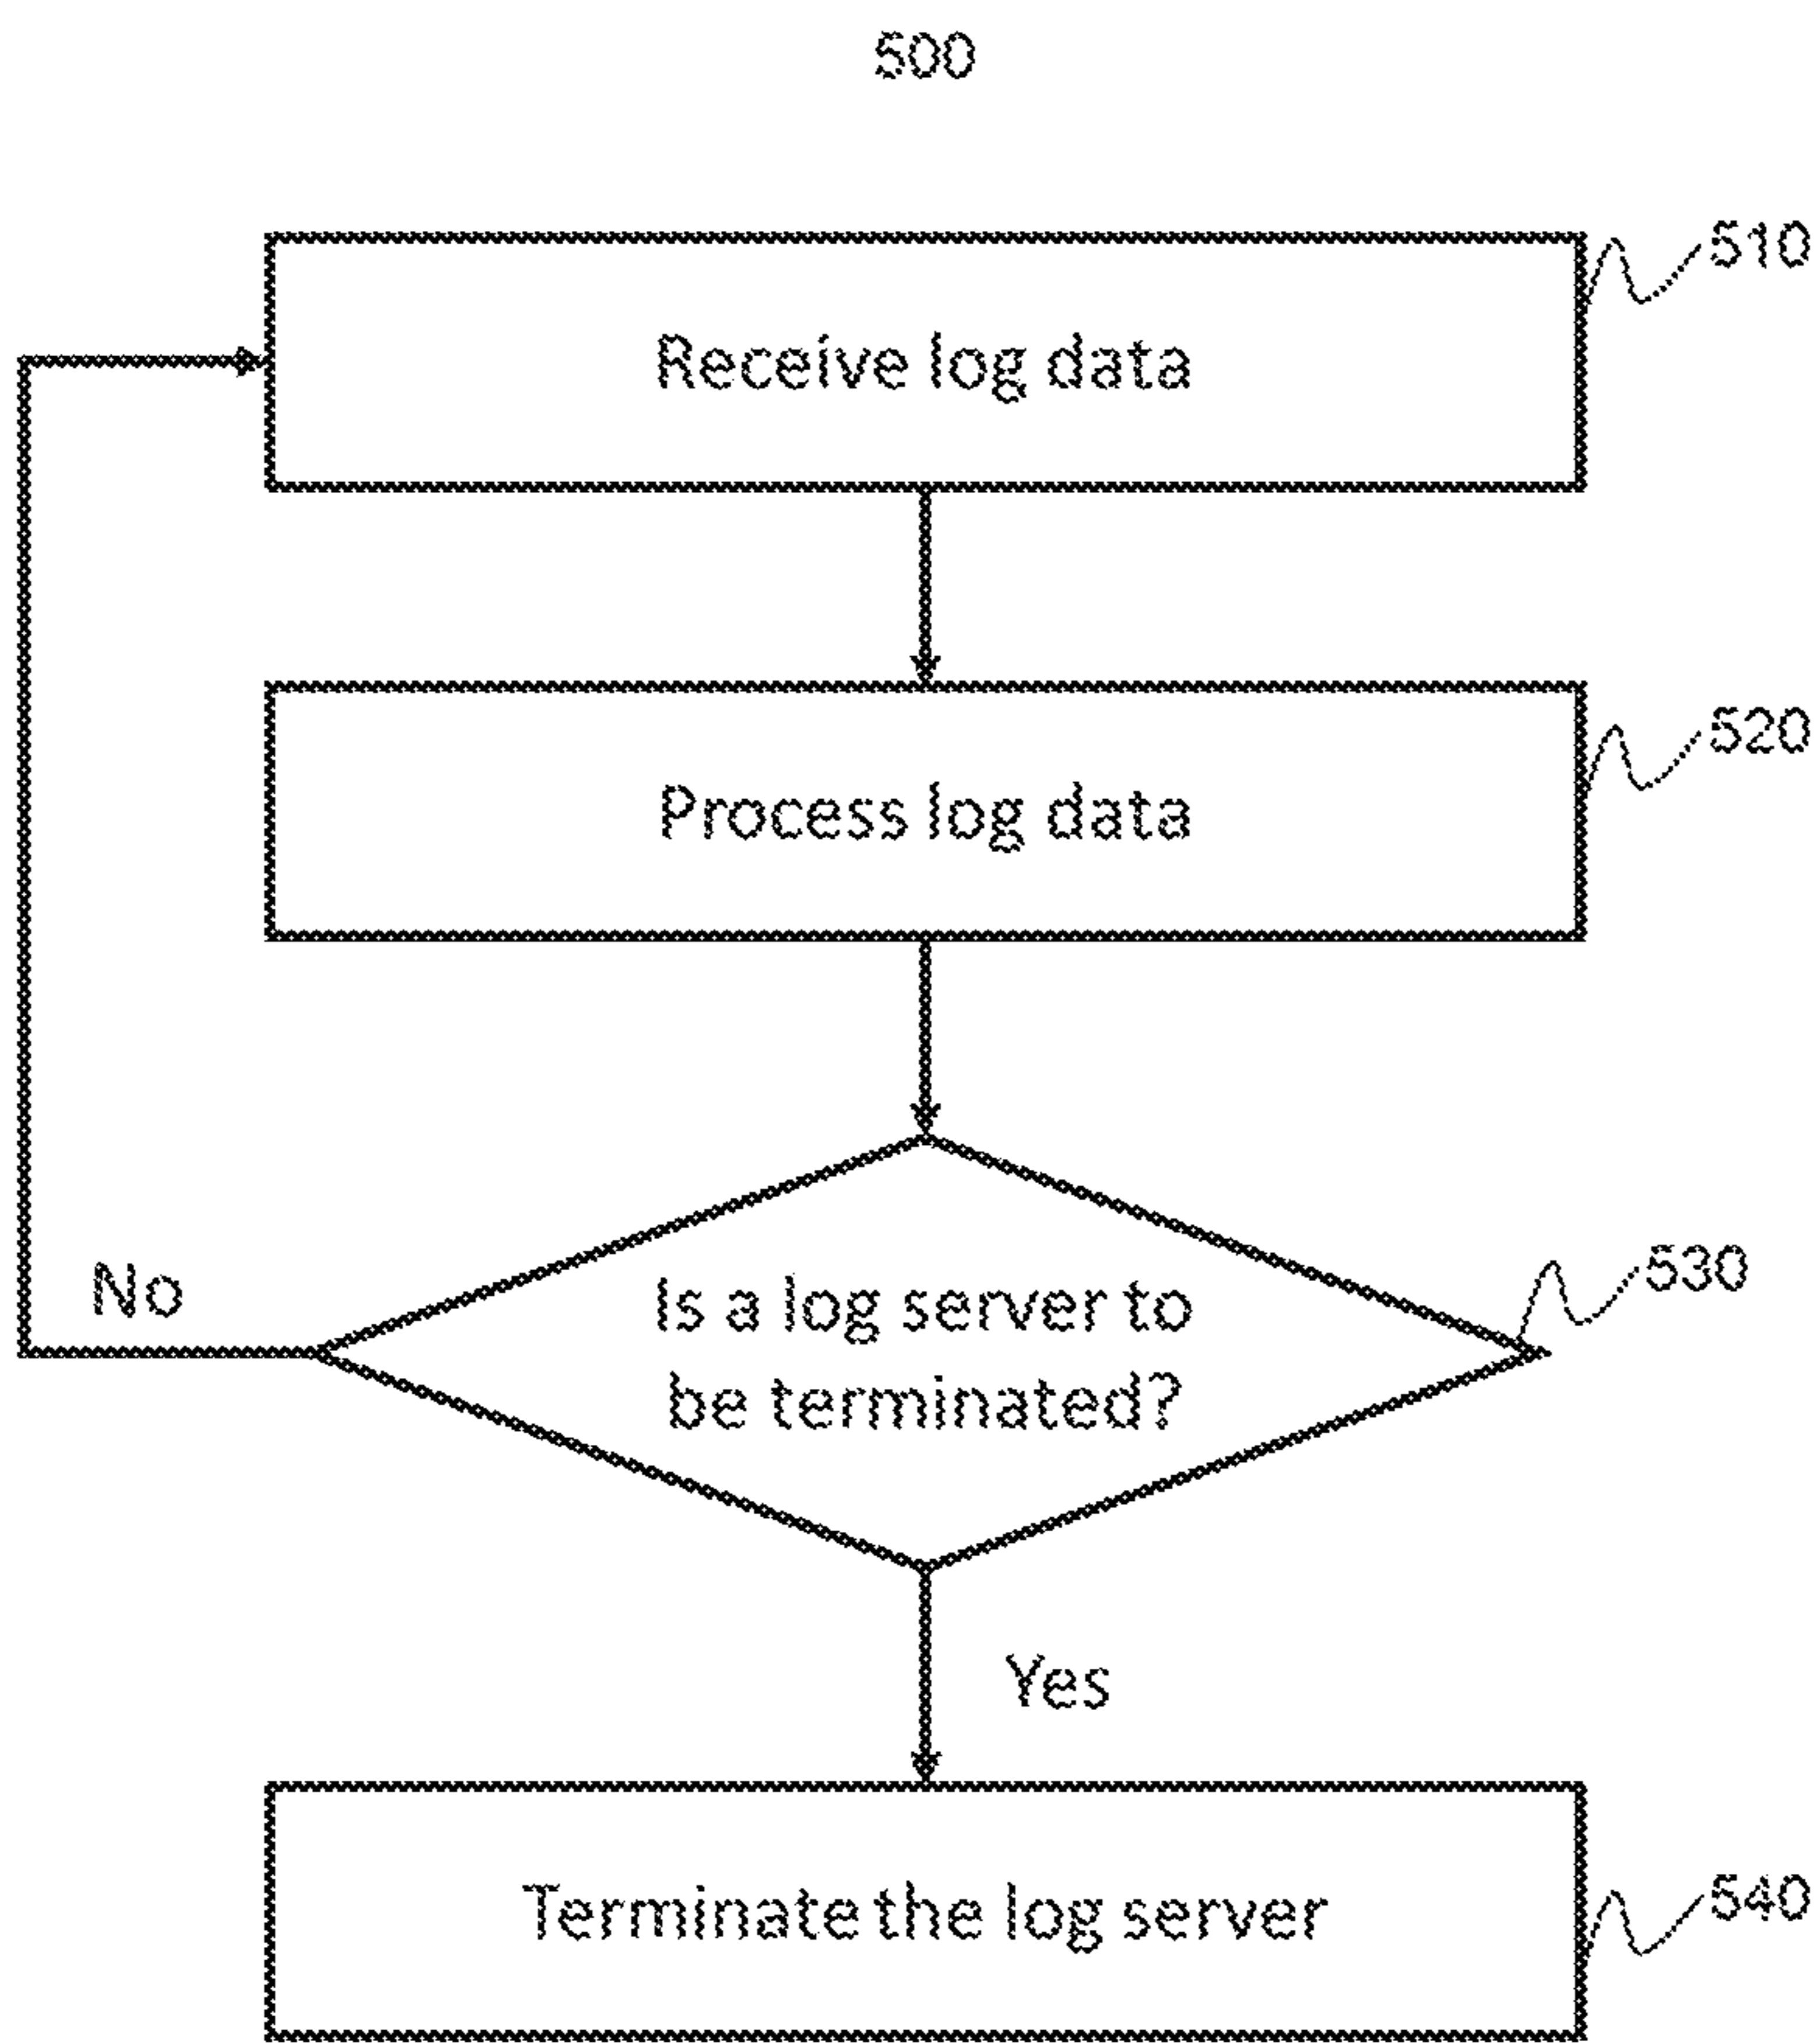 500
510
Receive log data
520
Process log data
530
Is a log server to
be terminated?
No
Yes
540
Terminate the log server